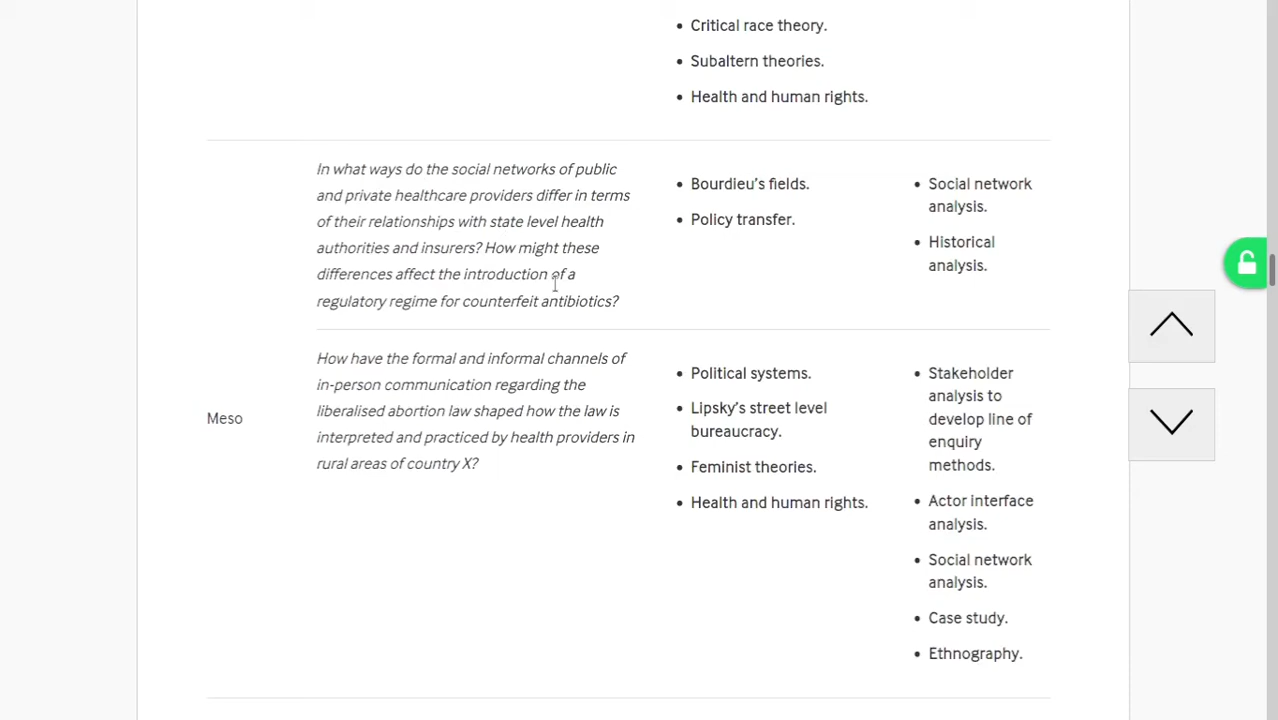 • Critical race theory.
• Subaltern theories.
• Health and human rights.
In what ways do the social networks of public
and private healthcare providers differ in terms
of their relationships with state level health
authorities and insurers? How might these
differences affect the introduction of a
regulatory regime for counterfeit antibiotics?
• Bourdieu’s fields.
• Policy transfer.
• Social network
analysis.
• Historical
analysis.
Meso
How have the formal and informal channels of
in-person communication regarding the
liberalised abortion law shaped how the law is
interpreted and practiced by health providers in
rural areas of country X?
• Political systems.
• Lipsky’s street level
bureaucracy.
• Feminist theories.
• Health and human rights.
• Stakeholder
analysis to
develop line of
enquiry
methods.
• Actor interface
analysis.
• Social network
analysis.
• Case study.
• Ethnography.